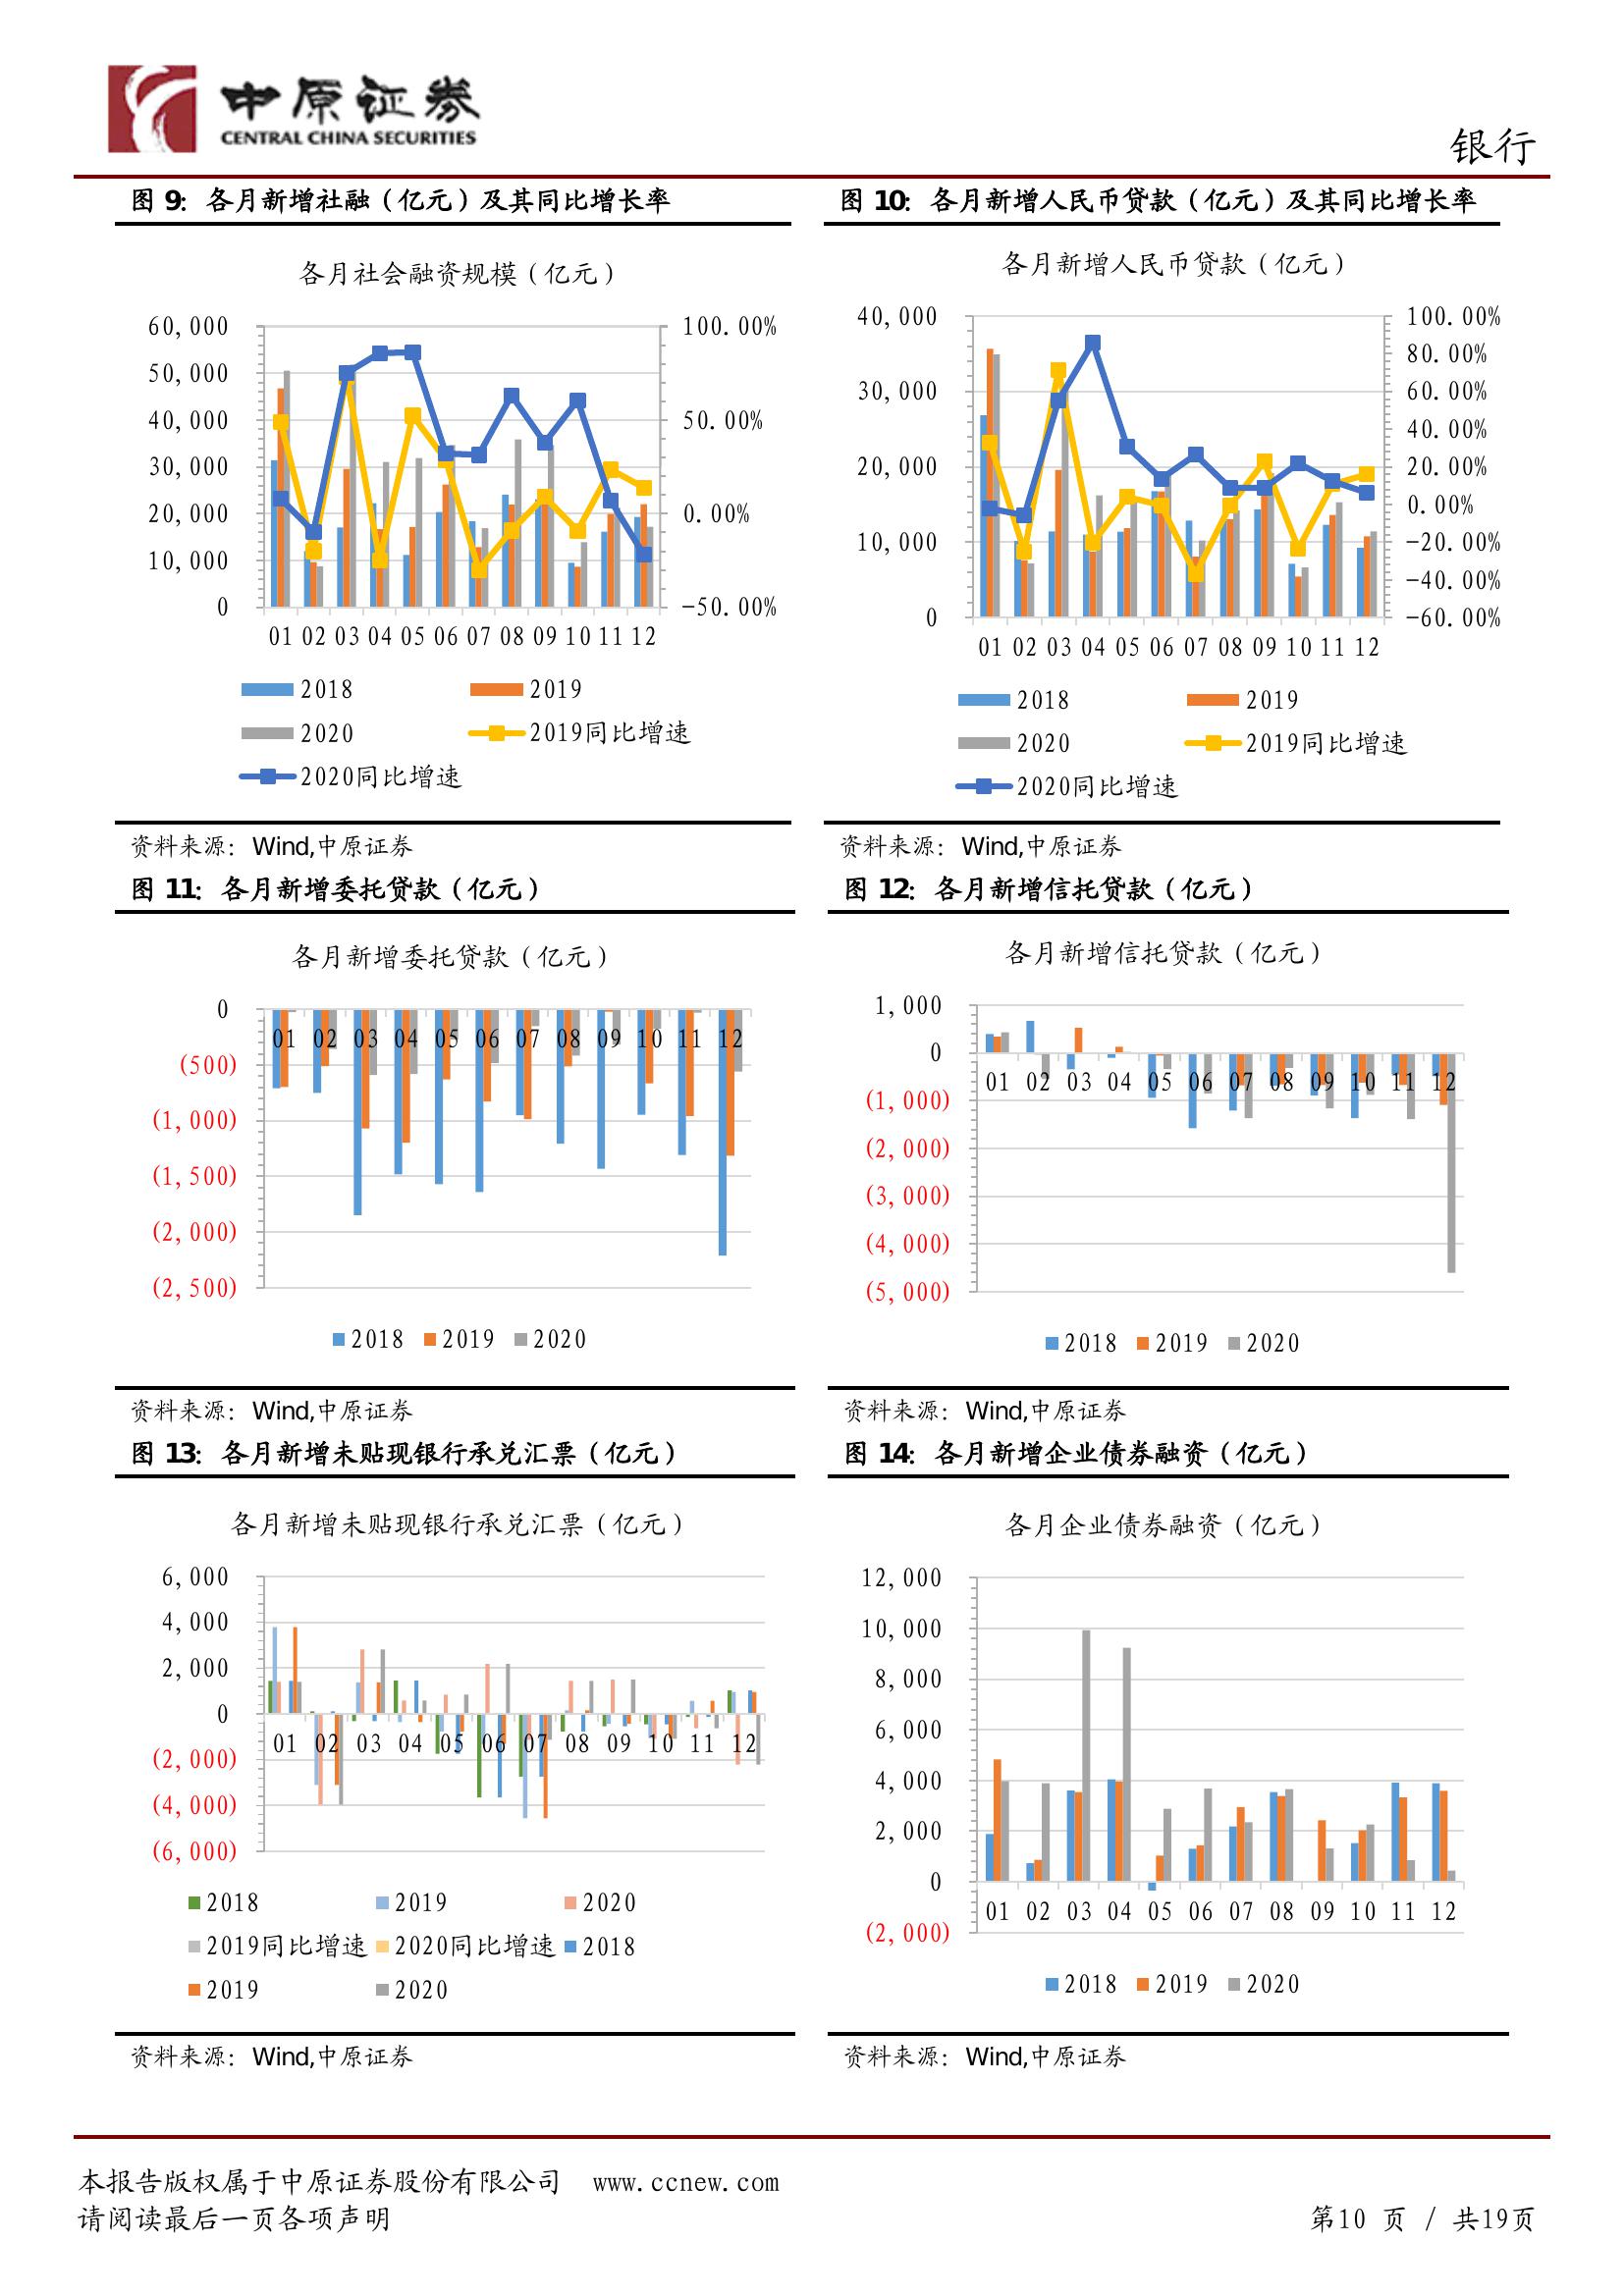 中原证券
CENTRAL CHINA SECURITIES
银行
图 9： 各月新增社融（亿元）及其同比增长率
各月社会融资规模（亿元）
60,000
50,000
40,000
30,000
20,000
10,000
0
100.00%
50.00%
0.00%
-50.00%
01 02 03 04 05 06 07 08 09 10 11 12
2018 2019
2020 2019同比增速
2020同比增速
资料来源：Wind,中原证券
图 10： 各月新增人民币贷款（亿元）及其同比增长率
各月新增人民币贷款（亿元）
40,000
30,000
20,000
10,000
0
100.00%
80.00%
60.00%
40.00%
20.00%
0.00%
-20.00%
-40.00%
-60.00%
01 02 03 04 05 06 07 08 09 10 11 12
2018 2019
2020 2019同比增速
2020同比增速
资料来源：Wind,中原证券
图 11： 各月新增委托贷款（亿元）
各月新增委托贷款（亿元）
0
(500)
(1,000)
(1,500)
(2,000)
(2,500)
01 02 03 04 05 06 07 08 09 10 11 12
2018 2019 2020
资料来源：Wind,中原证券
图 12： 各月新增信托贷款（亿元）
各月新增信托贷款（亿元）
1,000
0
(1,000)
(2,000)
(3,000)
(4,000)
(5,000)
01 02 03 04 05 06 07 08 09 10 11 12
2018 2019 2020
资料来源：Wind,中原证券
图 13： 各月新增未贴现银行承兑汇票（亿元）
各月新增未贴现银行承兑汇票（亿元）
6,000
4,000
2,000
0
(2,000)
(4,000)
(6,000)
01 02 03 04 05 06 07 08 09 10 11 12
2018 2019 2020
2019同比增速 2020同比增速 2018
2019 2020
资料来源：Wind,中原证券
图 14： 各月新增企业债券融资（亿元）
各月企业债券融资（亿元）
12,000
10,000
8,000
6,000
4,000
2,000
0
(2,000)
01 02 03 04 05 06 07 08 09 10 11 12
2018 2019 2020
资料来源：Wind,中原证券
本报告版权属于中原证券股份有限公司 www.ccnew.com
请阅读最后一页各项声明
第10 页 / 共19页